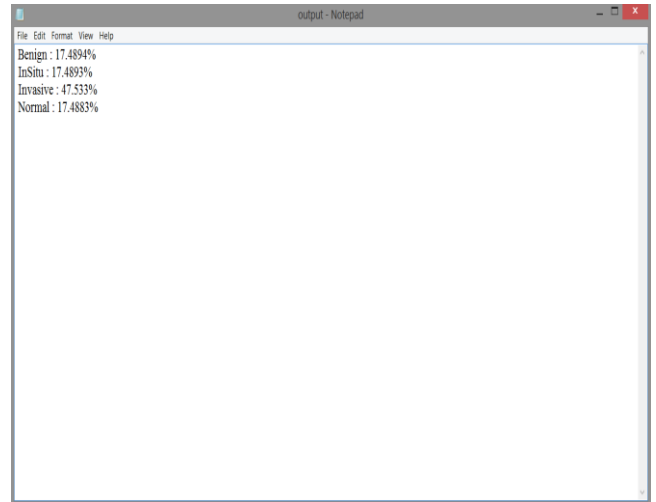 output - Notepad
File Edit Format View Help
Benign : 17.4894%
InSitu : 17.4893%
Invasive : 47.533%
Normal : 17.4883%